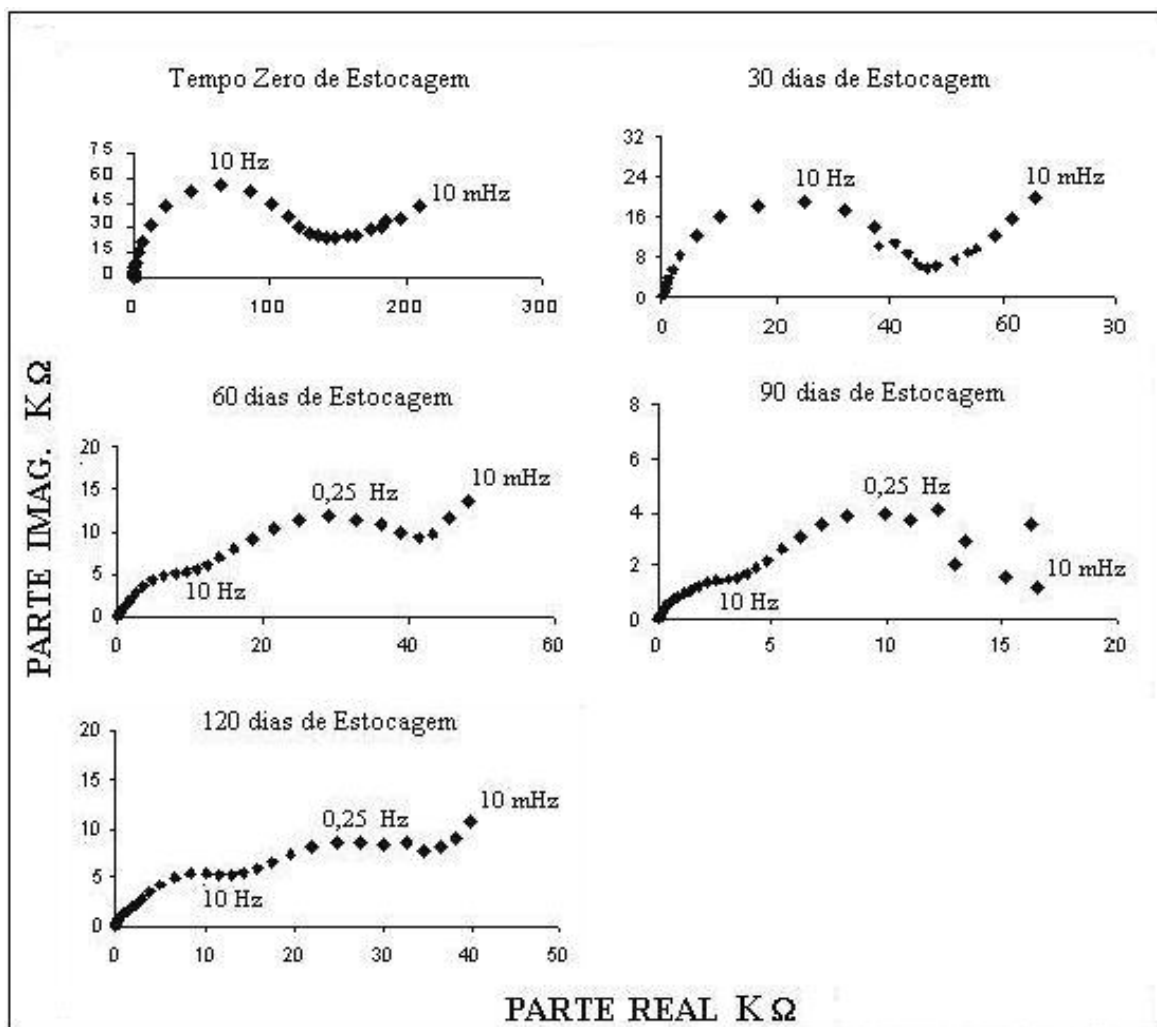 Tempo Zero de Estocagem
75
60
45
30
15
0
10 Hz
10 mHz
0 100 200 300
30 dias de Estocagem
32
24
16
8
0
10 Hz
10 mHz
0 20 40 60 80
60 dias de Estocagem
20
15
10
5
0
10 Hz
0,25 Hz
10 mHz
0 20 40 60
90 dias de Estocagem
8
6
4
2
0
10 Hz
0,25 Hz
10 mHz
0 5 10 15 20
120 dias de Estocagem
20
15
10
5
0
10 Hz
0,25 Hz
10 mHz
0 10 20 30 40 50
PARTE IMAG. K Ω
PARTE REAL K Ω